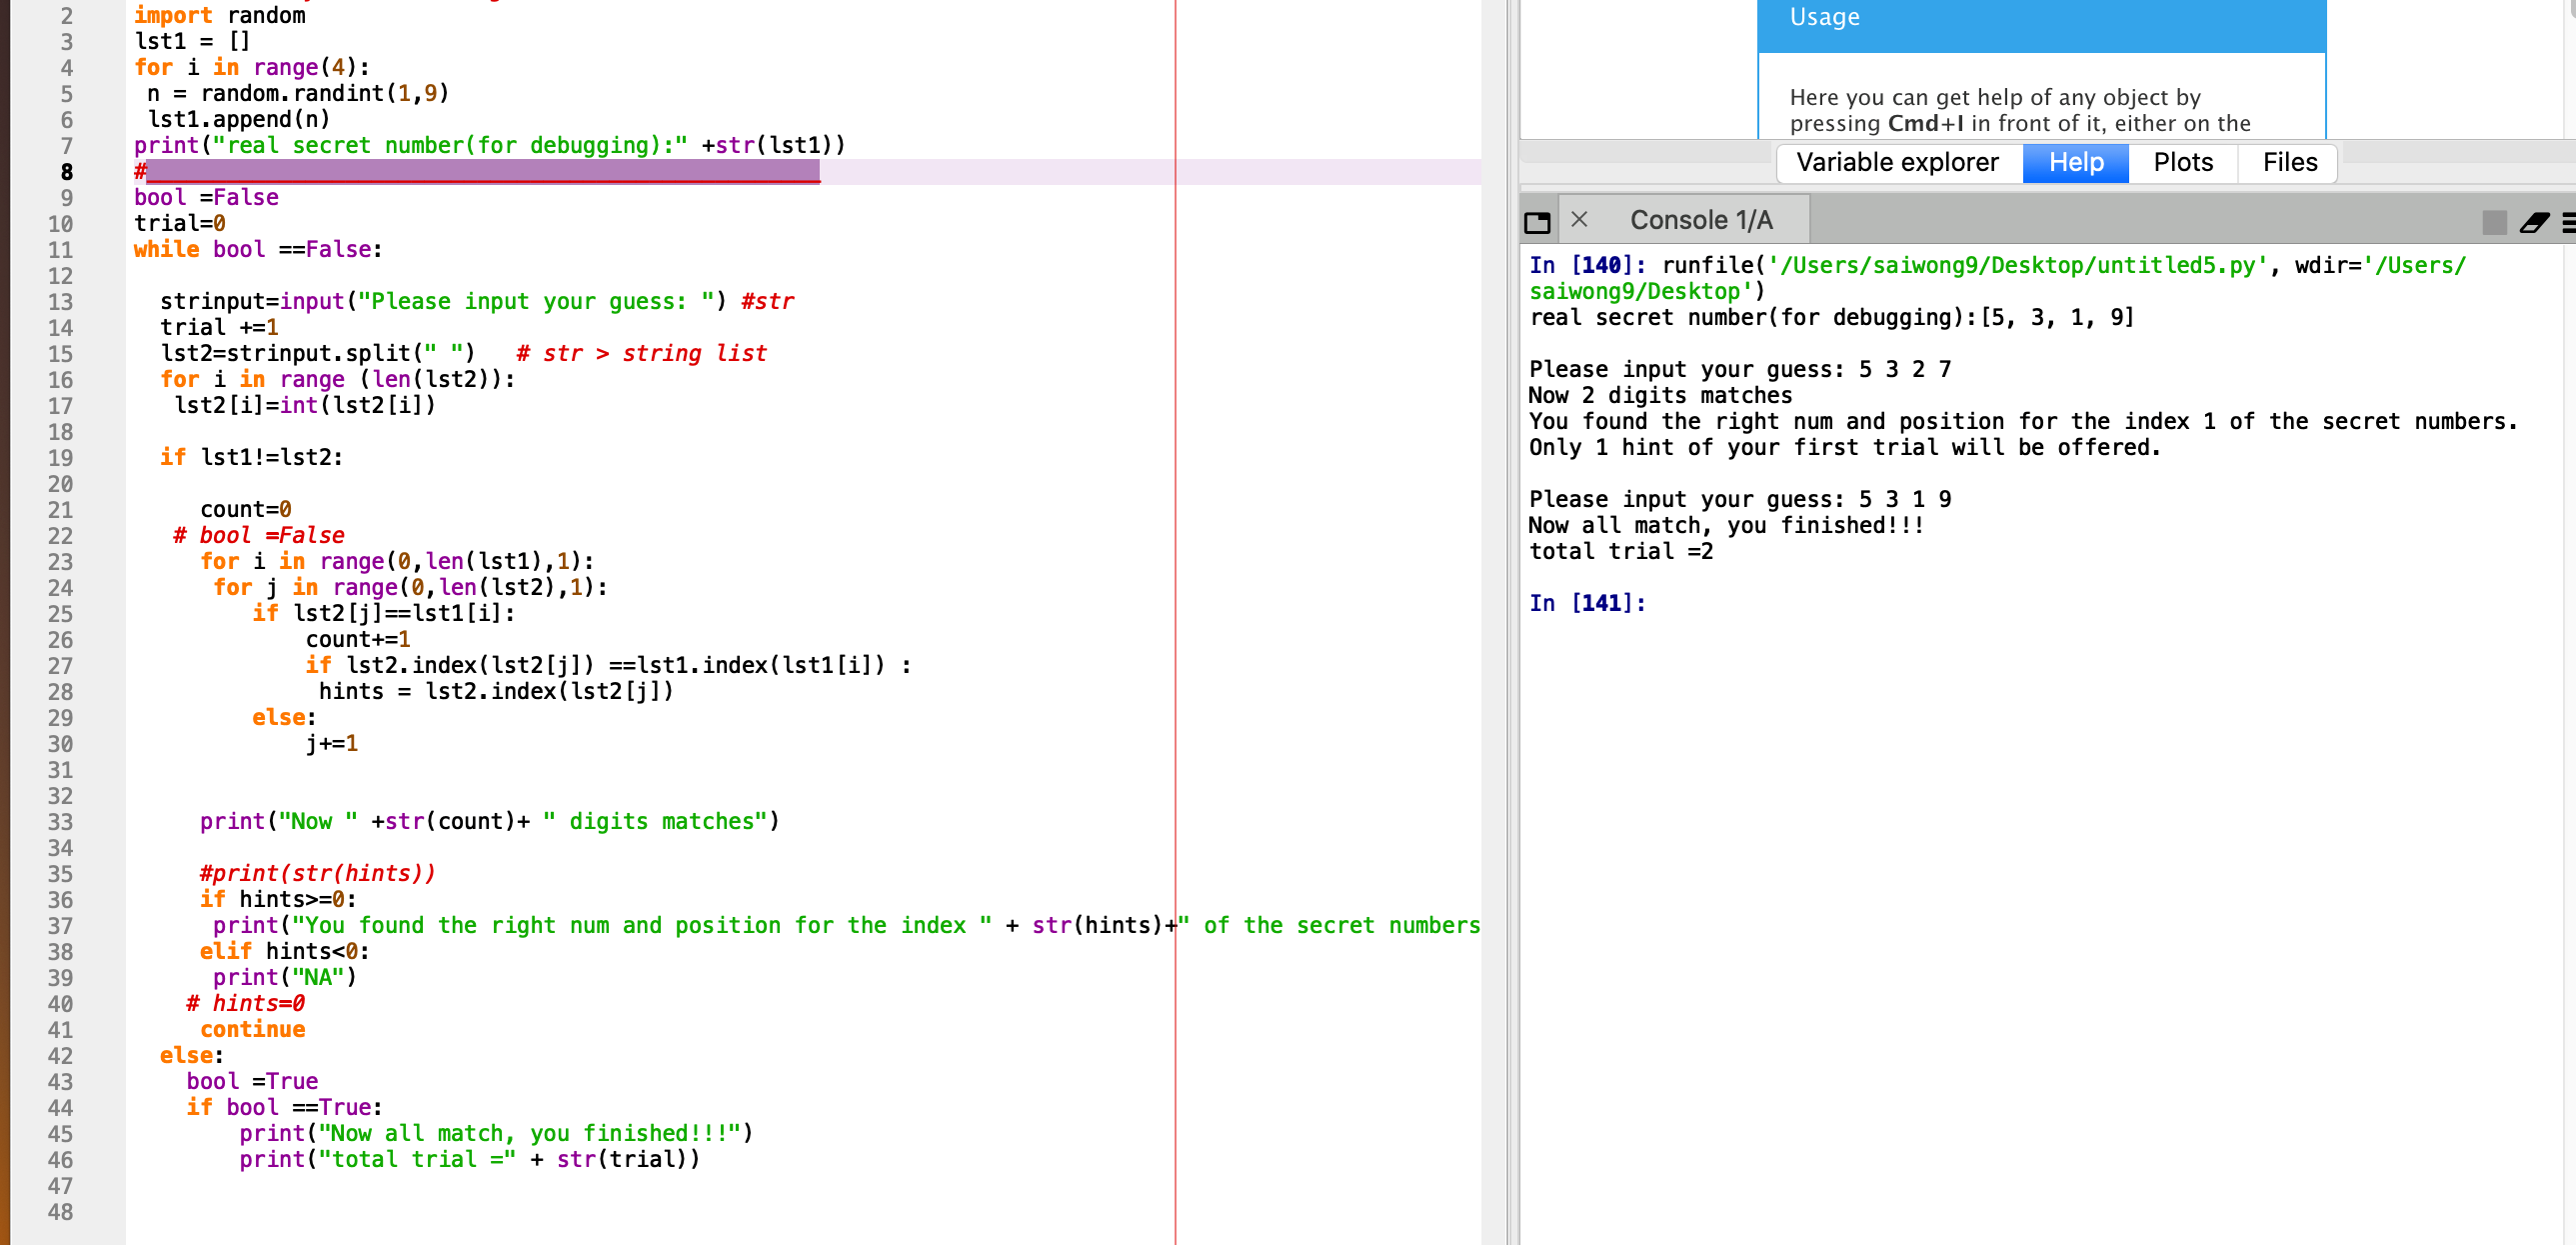 2 import random
3 lst1 = []
4 for i in range(4):
5 n = random.randint(1,9)
6 lst1.append(n)
7 print("real secret number(for debugging):" +str(lst1))
8 #
9 bool =False
10 trial=0
11 while bool ==False:
12
13 strinput=input("Please input your guess: ") #str
14 trial +=1
15 lst2=strinput.split(" ") # str > string list
16 for i in range (len(lst2)):
17 lst2[i]=int(lst2[i])
18
19 if lst1!=lst2:
20
21 count=0
22 # bool =False
23 for i in range(0,len(lst1),1):
24 for j in range(0,len(lst2),1):
25 if lst2[j]==lst1[i]:
26 count+=1
27 if lst2.index(lst2[j]) ==lst1.index(lst1[i]) :
28 hints = lst2.index(lst2[j])
29 else:
30 j+=1
31
32
33 print("Now " +str(count)+ " digits matches")
34
35 #print(str(hints))
36 if hints>=0:
37 print("You found the right num and position for the index " + str(hints)+" of the secret numbers
38 elif hints<0:
39 print("NA")
40 # hints=0
41 continue
42 else:
43 bool =True
44 if bool ==True:
45 print("Now all match, you finished!!!")
46 print("total trial =" + str(trial))
47
48
Usage
Here you can get help of any object by
pressing Cmd+I in front of it, either on the
Variable explorer Help Plots Files
Console 1/A
In [140]: runfile('/Users/saiwong9/Desktop/untitled5.py', wdir='/Users/
saiwong9/Desktop')
real secret number(for debugging):[5, 3, 1, 9]
Please input your guess: 5 3 2 7
Now 2 digits matches
You found the right num and position for the index 1 of the secret numbers.
Only 1 hint of your first trial will be offered.
Please input your guess: 5 3 1 9
Now all match, you finished!!!
total trial =2
In [141]: